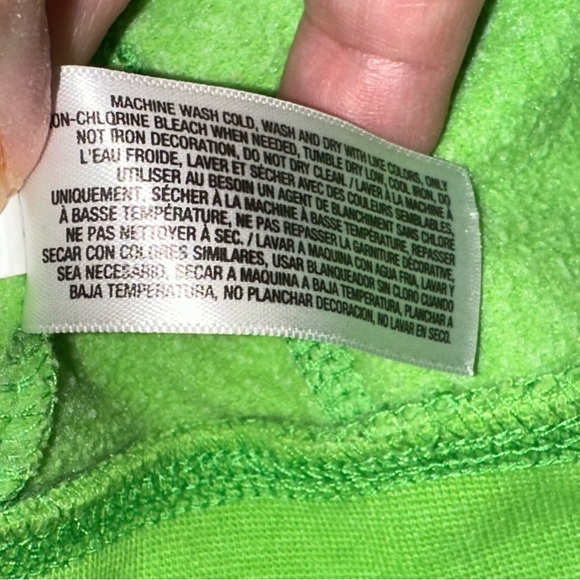 MACHINE WASH COLD, WASH AND DRY WITH LIKE COLORS, ONLY
ON-CHLORINE BLEACH WHEN NEEDED, TUMBLE DRY LOW, COOL IRON, DO
NOT IRON DECORATION, DO NOT DRY CLEAN. / LAVER À LA MACHINE À
L'EAU FROIDE, LAVER ET SÉCHER AVEC DES COULEURS SEMBLABLES,
UTILISER AU BESOIN UN AGENT DE BLANCHIMENT SANS CHLORE
UNIQUEMENT, SÉCHER À LA MACHINE À BASSE TEMPÉRATURE, REPASSER
À BASSE TEMPÉRATURE, NE PAS REPASSER LA GARNITURE DÉCORATIVE,
NE PAS NETTOYER À SEC. / LAVAR A MAQUINA CON AGUA FRIA, LAVAR Y
SECAR CON COLORES SIMILARES, USAR BLANQUEADOR SIN CLORO CUANDO
SEA NECESARIO, SECAR A MAQUINA A BAJA TEMPERATURA, PLANCHAR A
BAJA TEMPERATURA, NO PLANCHAR DECORACION, NO LAVAR EN SECO.